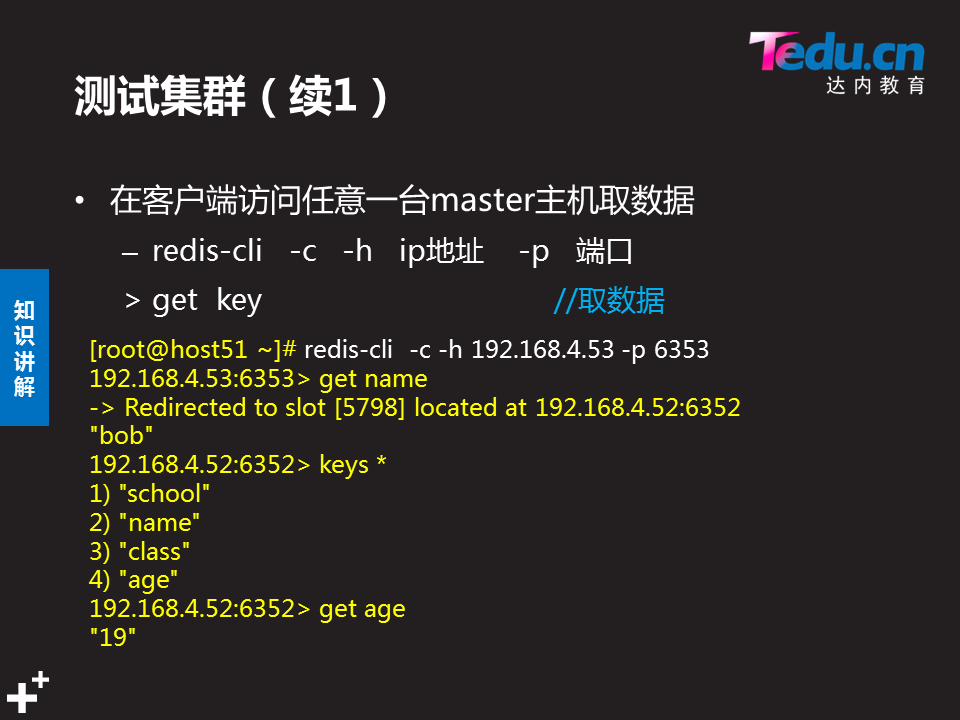 Tedu.cn
达内教育
测试集群（续1）
• 在客户端访问任意一台master主机取数据
– redis-cli -c -h ip地址 -p 端口
> get key //取数据
知识讲解
[root@host51 ~]# redis-cli -c -h 192.168.4.53 -p 6353
192.168.4.53:6353> get name
-> Redirected to slot [5798] located at 192.168.4.52:6352
"bob"
192.168.4.52:6352> keys *
1) "school"
2) "name"
3) "class"
4) "age"
192.168.4.52:6352> get age
"19"